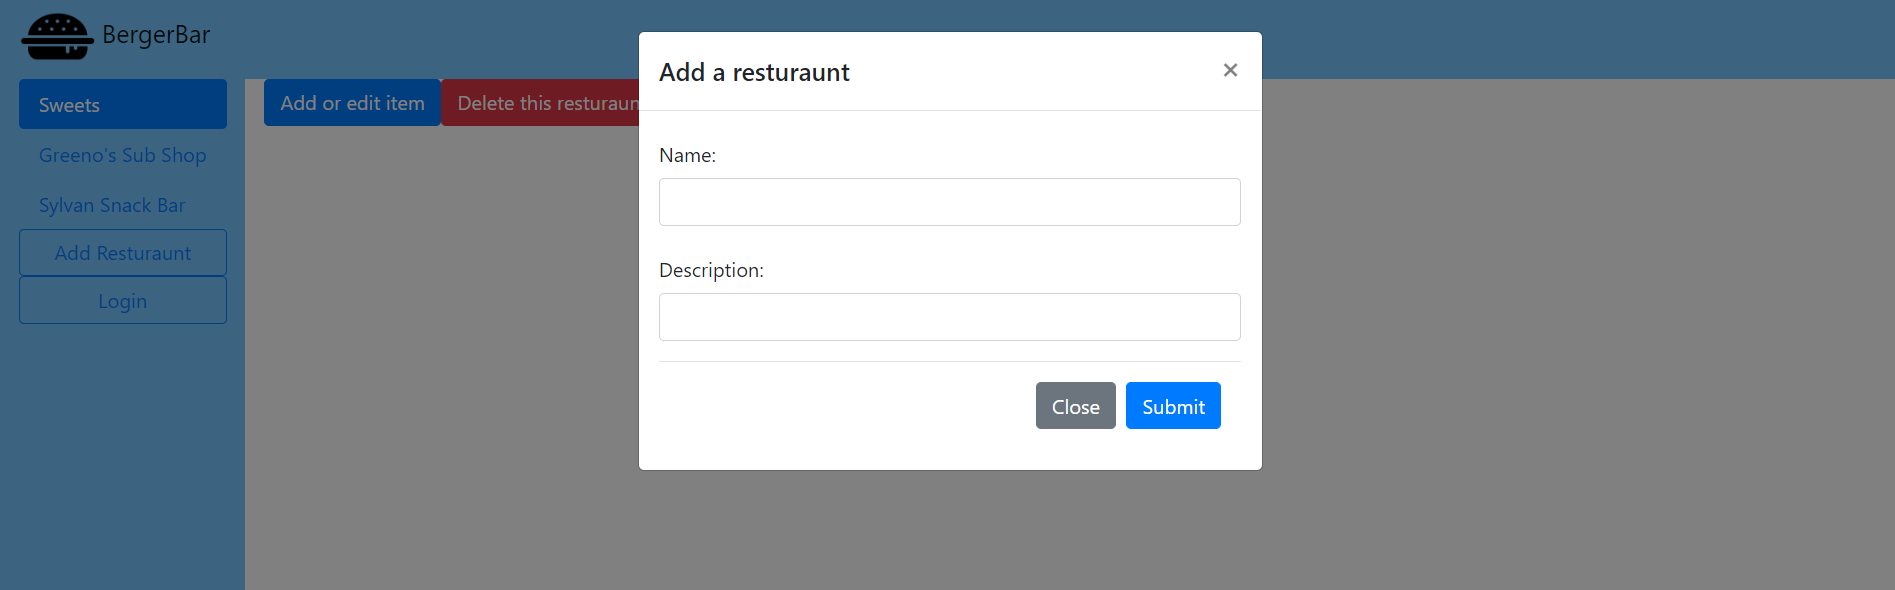 BergerBar
Sweets
Greeno's Sub Shop
Sylvan Snack Bar
Add Resturaunt
Login
Add or edit item
Delete this resturaun
Add a resturaunt
×
Name:
Description:
Close
Submit